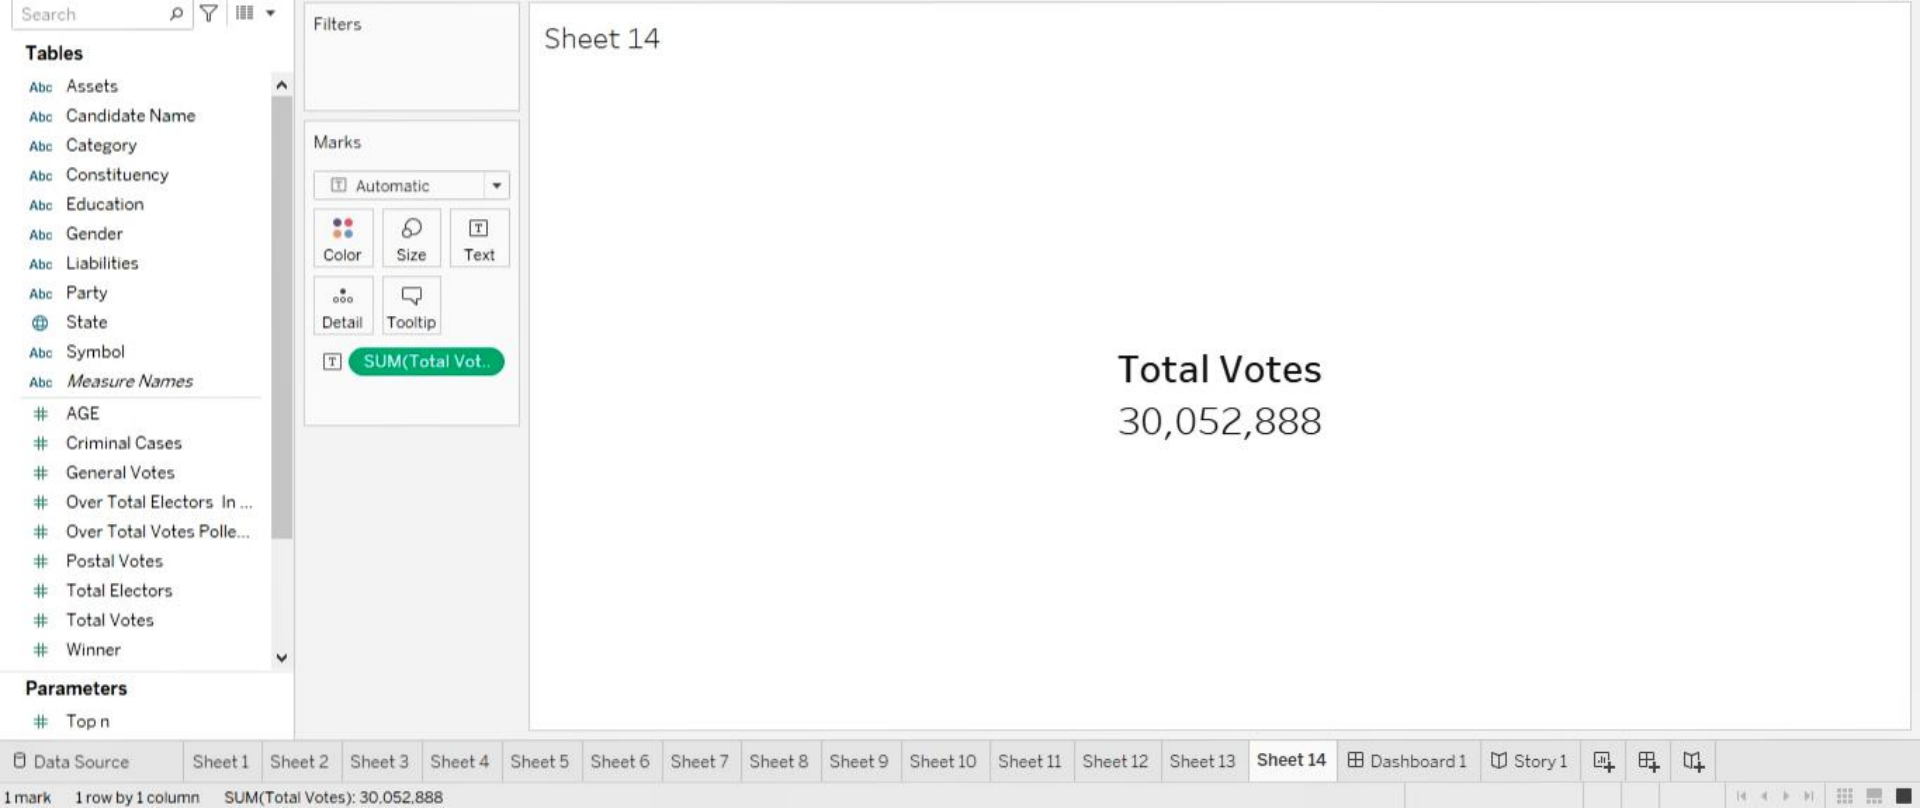 Search
Tables
Abc Assets
Abc Candidate Name
Abc Category
Abc Constituency
Abc Education
Abc Gender
Abc Liabilities
Abc Party
State
Abc Symbol
Abc Measure Names
# AGE
# Criminal Cases
# General Votes
# Over Total Electors In ...
# Over Total Votes Polle...
# Postal Votes
# Total Electors
# Total Votes
# Winner
Parameters
# Top n
Filters
Marks
T Automatic
Color Size T Text
Detail Tooltip
T SUM(Total Vot..
Sheet 14
Total Votes
30,052,888
Data Source Sheet 1 Sheet 2 Sheet 3 Sheet 4 Sheet 5 Sheet 6 Sheet 7 Sheet 8 Sheet 9 Sheet 10 Sheet 11 Sheet 12 Sheet 13 Sheet 14 Dashboard 1 Story 1
1 mark 1 row by 1 column SUM(Total Votes): 30,052,888